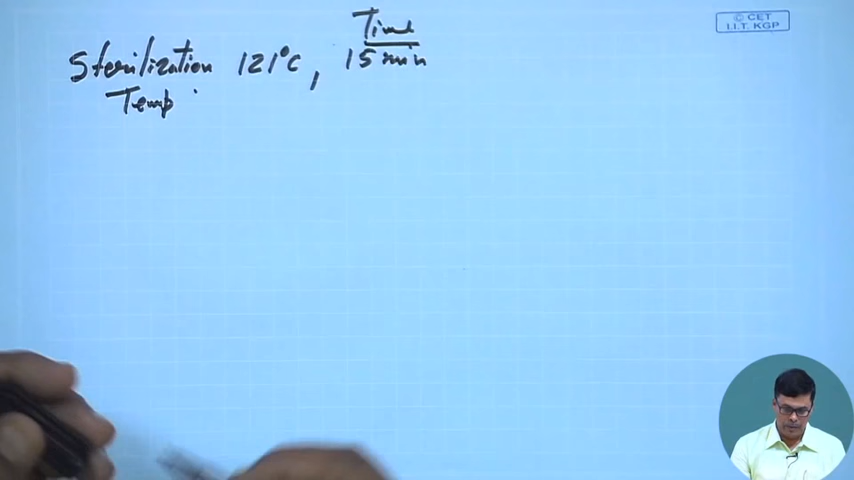 Time
Sterilization 121°C, 15 min
Temp
© CET
I.I.T. KGP